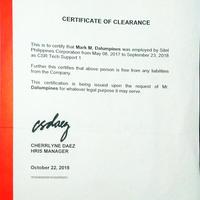 CERTIFICATE OF CLEARANCE
This is to certify that Mark M. Dalumpines was employed by Sitel
Philippines Corporation from May 08, 2017 to September 23, 2018
as CSR Tech Support 1
Further this certifies that above person is free from any liabilities
from the Company.
This certification is being issued upon the request of Mr.
Dalumpines for whatever legal purpose it may serve.
CHERRLYNE DAEZ
HRIS MANAGER
October 22, 2018